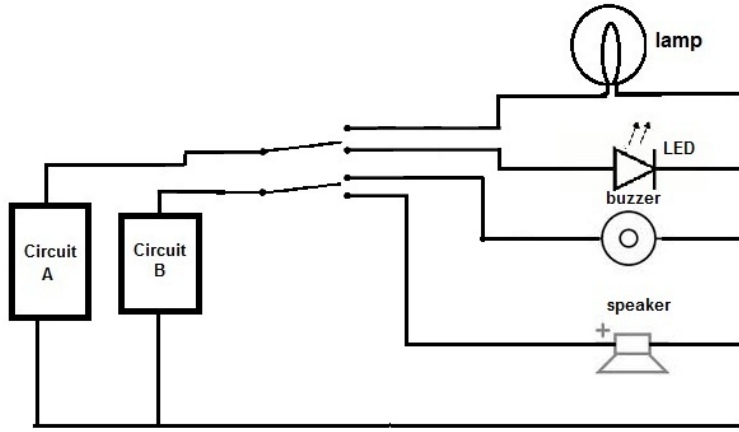 lamp
LED
buzzer
Circuit
A
Circuit
B
speaker
+